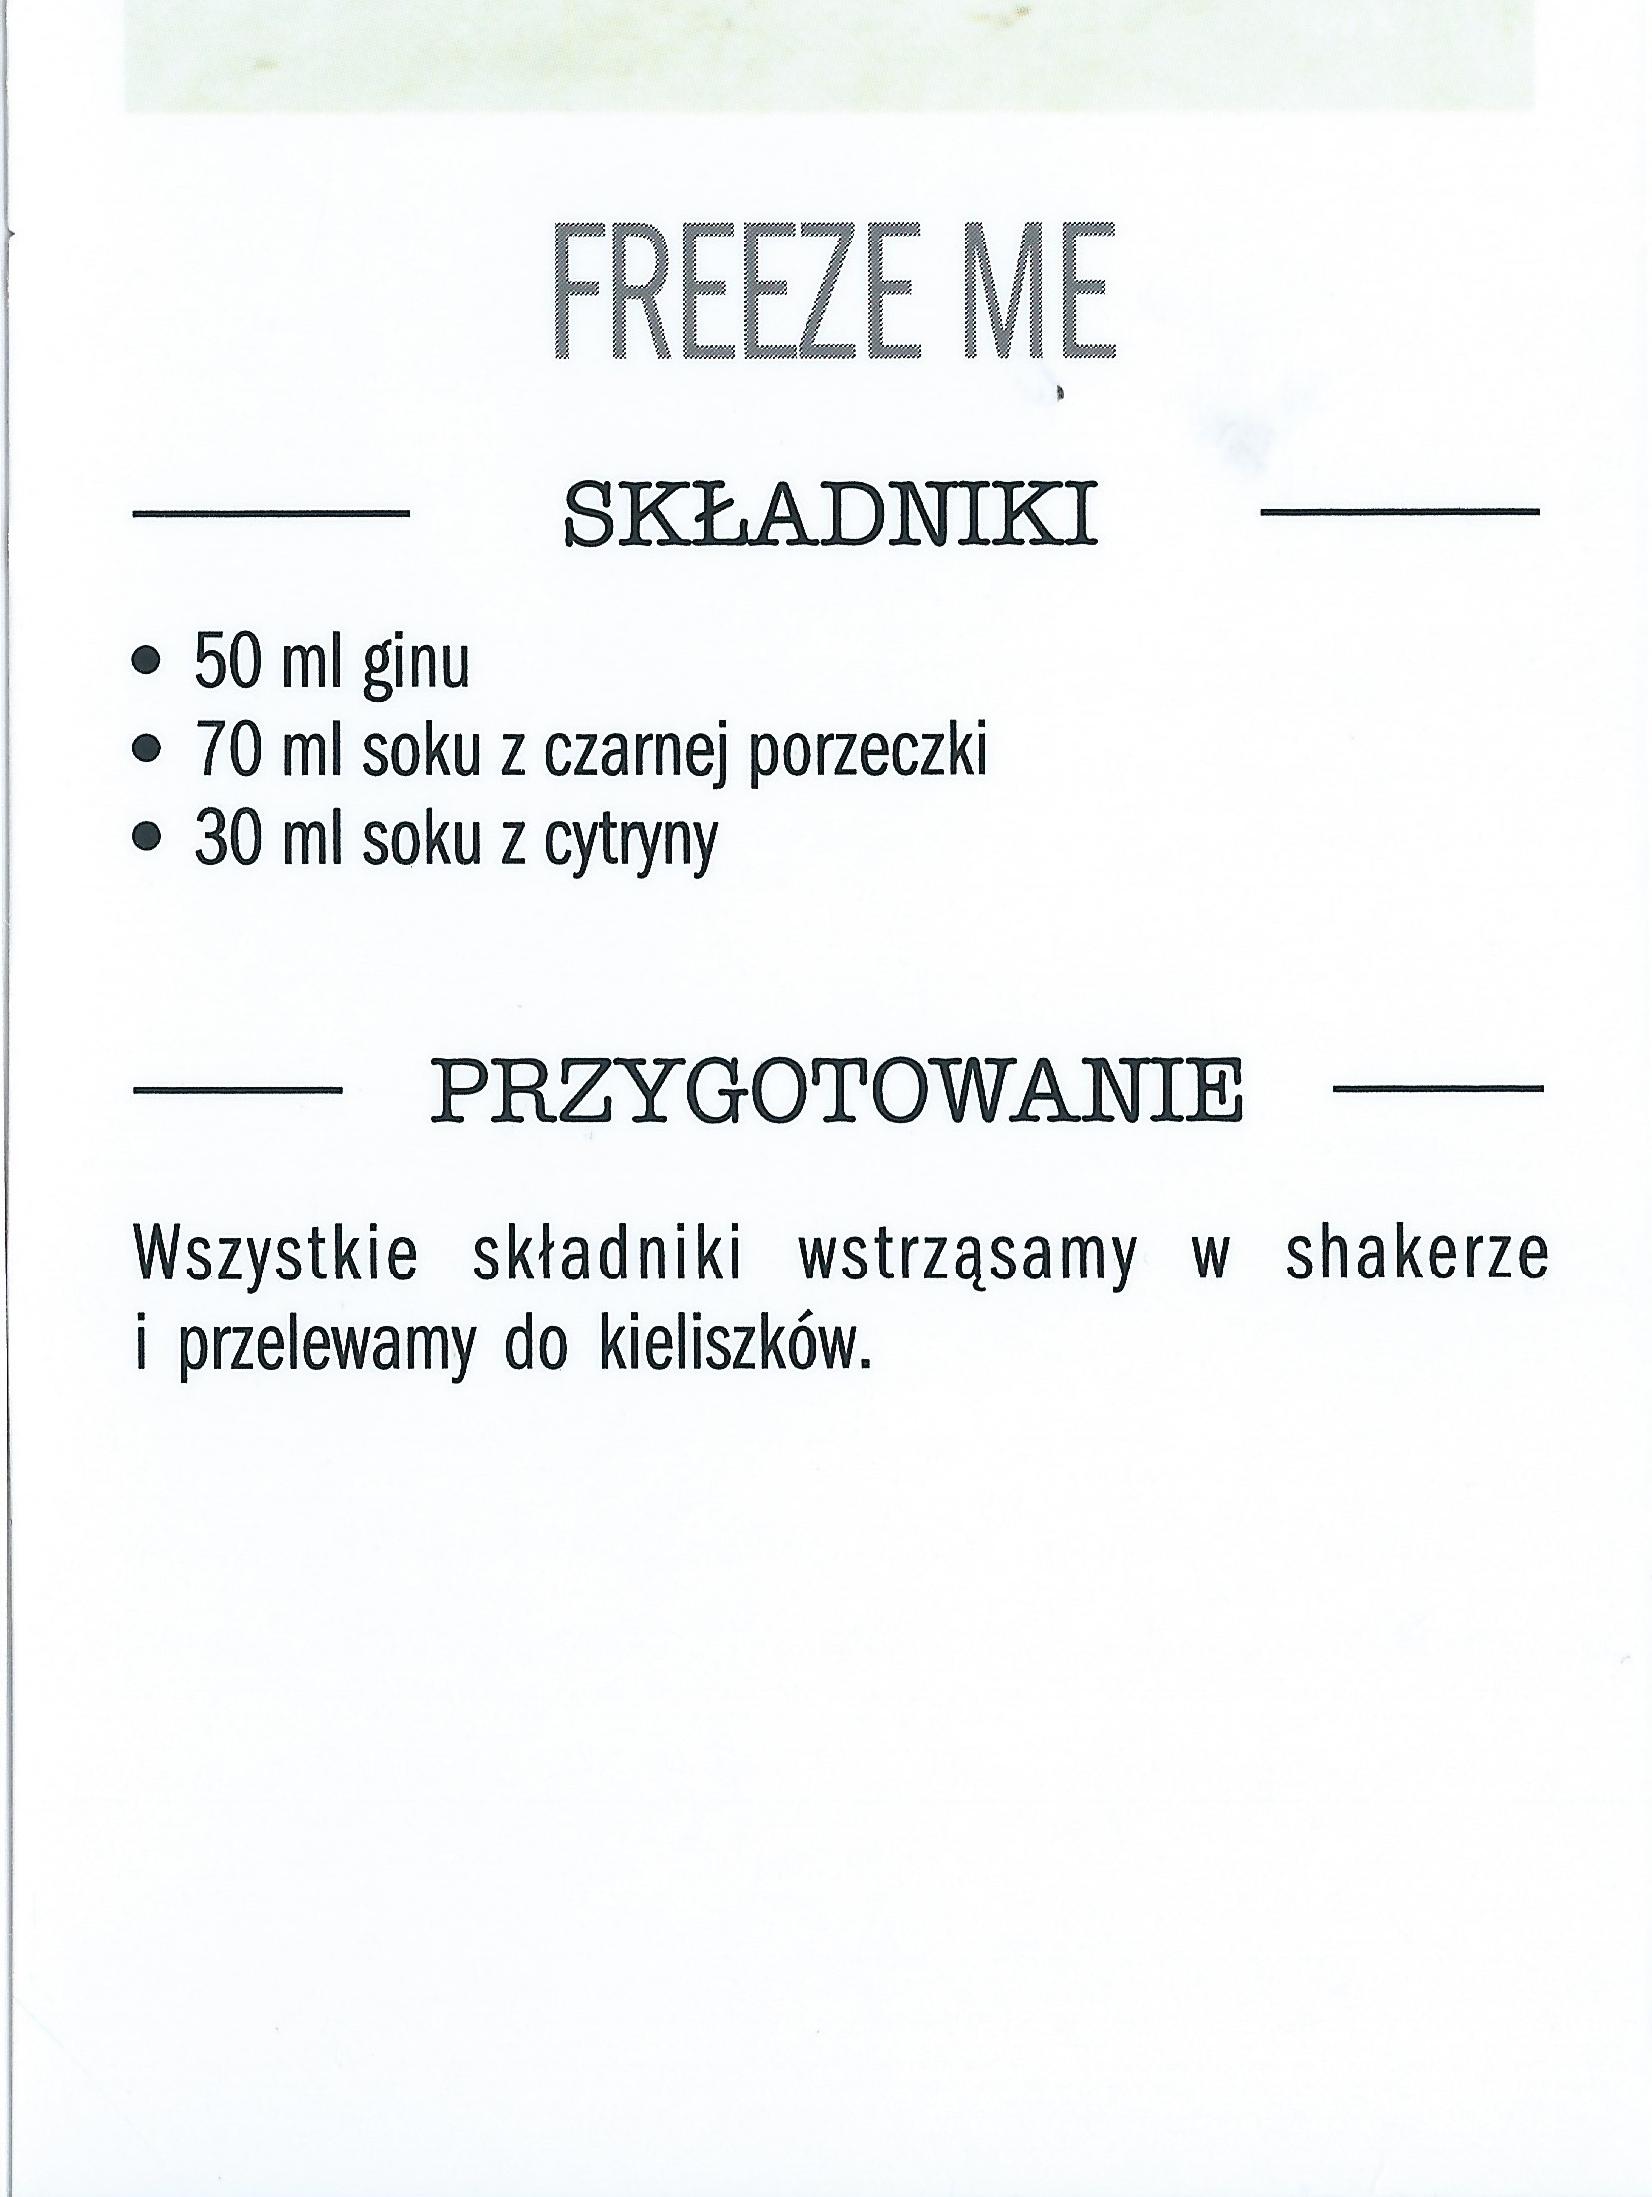 FREEZE ME
SKŁADNIKI
• 50 ml ginu
• 70 ml soku z czarnej porzeczki
• 30 ml soku z cytryny
PRZYGOTOWANIE
Wszystkie składniki wstrząsamy w shakerze
i przelewamy do kieliszków.